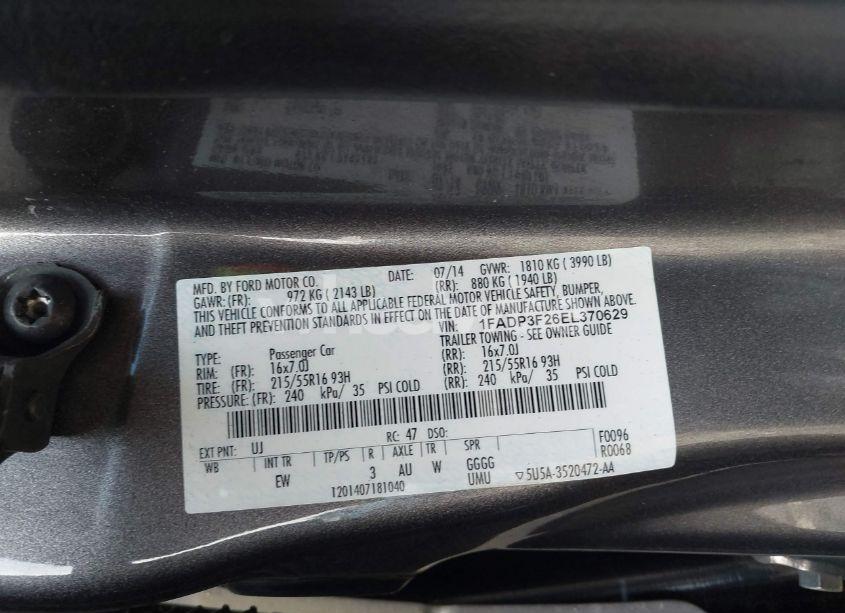 MFD. BY FORD MOTOR CO. DATE: 07/14 GVWR: 1810 KG ( 3990 LB)
GAWR: (FR): 972 KG ( 2143 LB) (RR): 880 KG ( 1940 LB)
THIS VEHICLE CONFORMS TO ALL APPLICABLE FEDERAL MOTOR VEHICLE SAFETY, BUMPER,
AND THEFT PREVENTION STANDARDS IN EFFECT ON THE DATE OF MANUFACTURE SHOWN ABOVE.
VIN: 1FADP3F26EL370629
TYPE: Passenger Car TRAILER TOWING - SEE OWNER GUIDE
RIM: (FR): 16x7.0J (RR): 16x7.0J
TIRE: (FR): 215/55R16 93H (RR): 215/55R16 93H
PRESSURE: (FR): 240 kPa/ 35 PSI COLD (RR): 240 kPa/ 35 PSI COLD
EXT PNT: UJ RC: 47 DSO: F0096
WB INT TR TP/PS R AXLE TR SPR R0068
EW 3 AU W GGGG
1201407181040 UMU ▽5U5A-3520472-AA